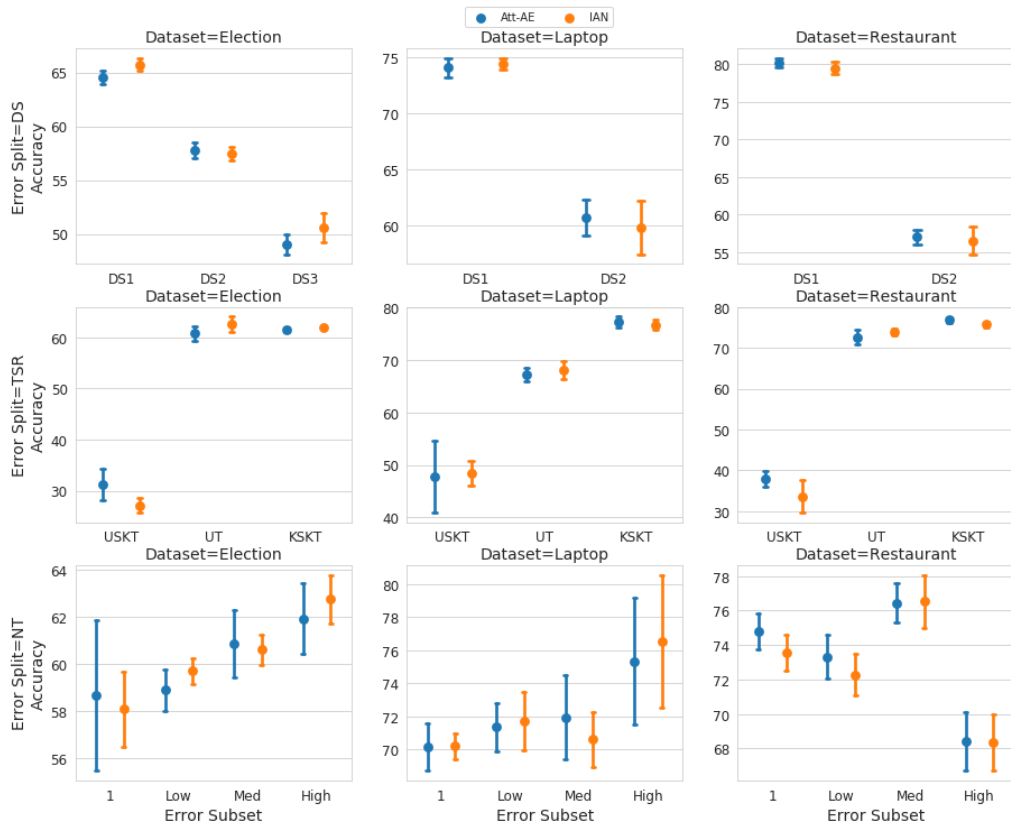 Att-AE IAN
Dataset=Election Dataset=Laptop Dataset=Restaurant
Error Split=DS
Accuracy
65
60
55
50
75
70
65
60
80
75
70
65
60
55
DS1 DS2 DS3
DS1 DS2
DS1 DS2
Dataset=Election Dataset=Laptop Dataset=Restaurant
Error Split=TSR
Accuracy
60
50
40
30
80
70
60
50
40
80
70
60
50
40
30
USKT UT KSKT
USKT UT KSKT
USKT UT KSKT
Dataset=Election Dataset=Laptop Dataset=Restaurant
Error Split=NT
Accuracy
64
62
60
58
56
80
78
76
74
72
70
78
76
74
72
70
68
1 Low Med High
1 Low Med High
1 Low Med High
Error Subset Error Subset Error Subset